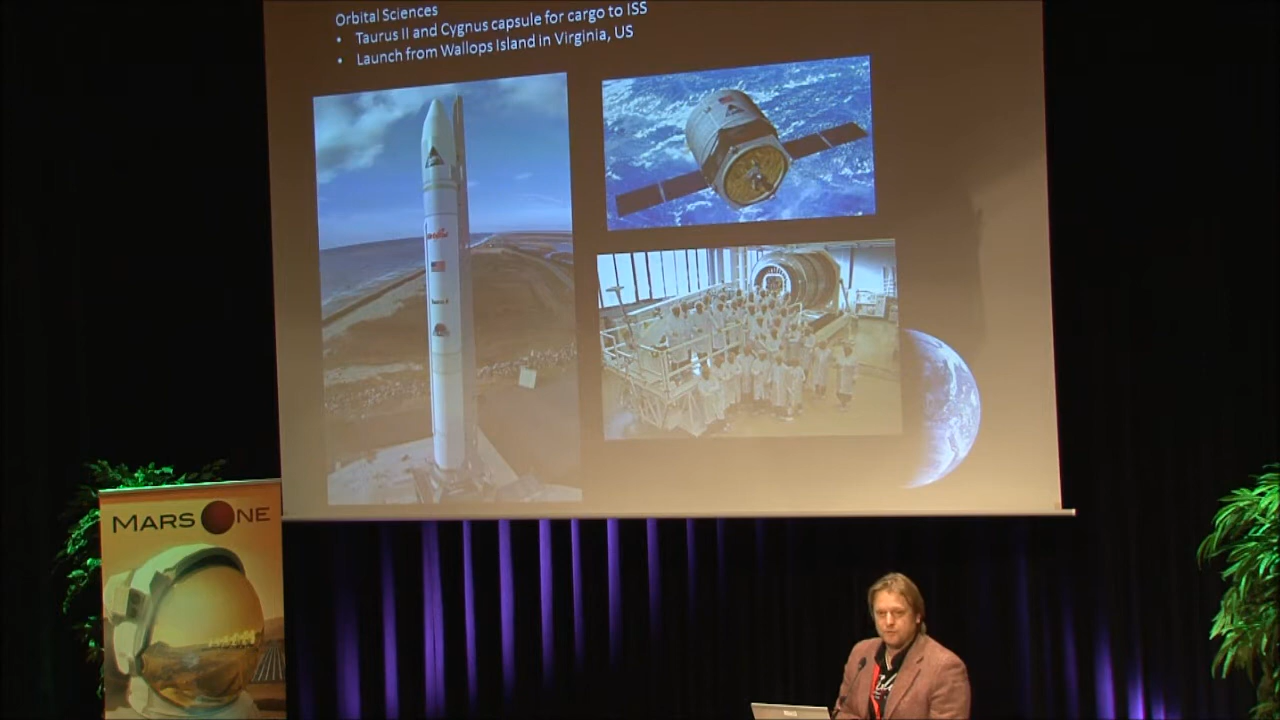 Orbital Sciences
• Taurus II and Cygnus capsule for cargo to ISS
• Launch from Wallops Island in Virginia, US
MARS ONE